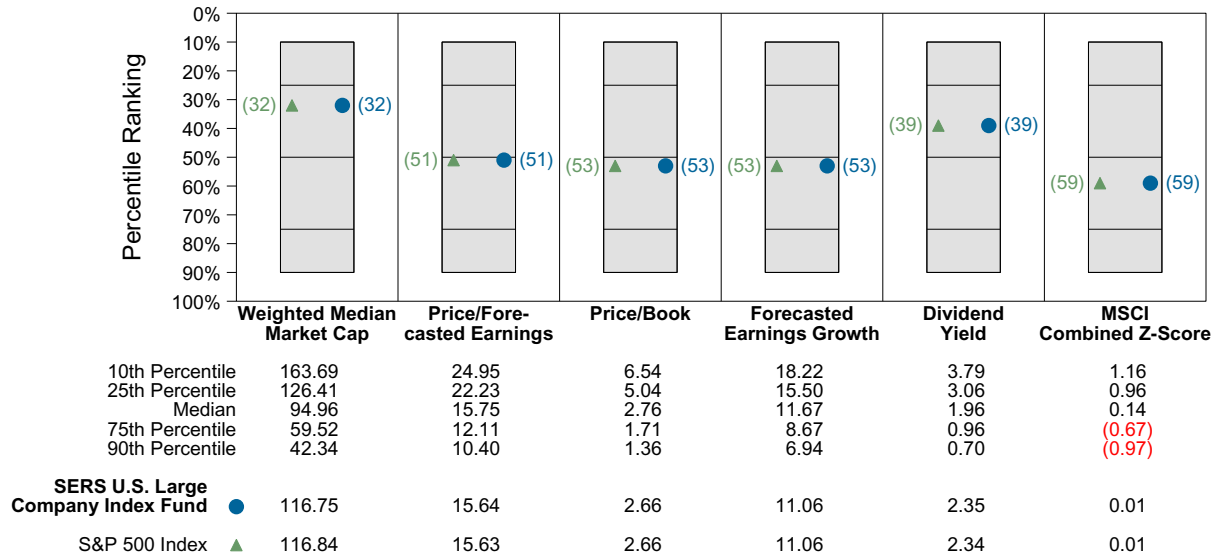 Percentile Ranking
0%
10%
20%
30%
40%
50%
60%
70%
80%
90%
100%
(32) (32)
(51) (51)
(53) (53)
(53) (53)
(39) (39)
(59) (59)
Weighted Median Market Cap
Price/Fore-casted Earnings
Price/Book
Forecasted Earnings Growth
Dividend Yield
MSCI Combined Z-Score
10th Percentile 163.69 24.95 6.54 18.22 3.79 1.16
25th Percentile 126.41 22.23 5.04 15.50 3.06 0.96
Median 94.96 15.75 2.76 11.67 1.96 0.14
75th Percentile 59.52 12.11 1.71 8.67 0.96 (0.67)
90th Percentile 42.34 10.40 1.36 6.94 0.70 (0.97)
SERS U.S. Large
Company Index Fund 116.75 15.64 2.66 11.06 2.35 0.01
S&P 500 Index 116.84 15.63 2.66 11.06 2.34 0.01